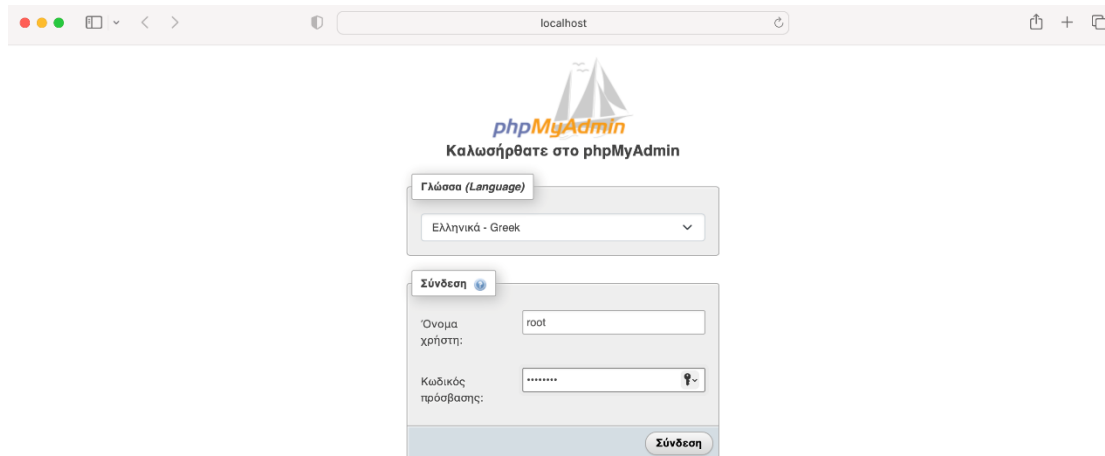 localhost
phpMyAdmin
Καλωσήρθατε στο phpMyAdmin
Γλώσσα (Language)
Ελληνικά - Greek
Σύνδεση
Όνομα
χρήστη:
root
Κωδικός
πρόσβασης:
••••••••
Σύνδεση